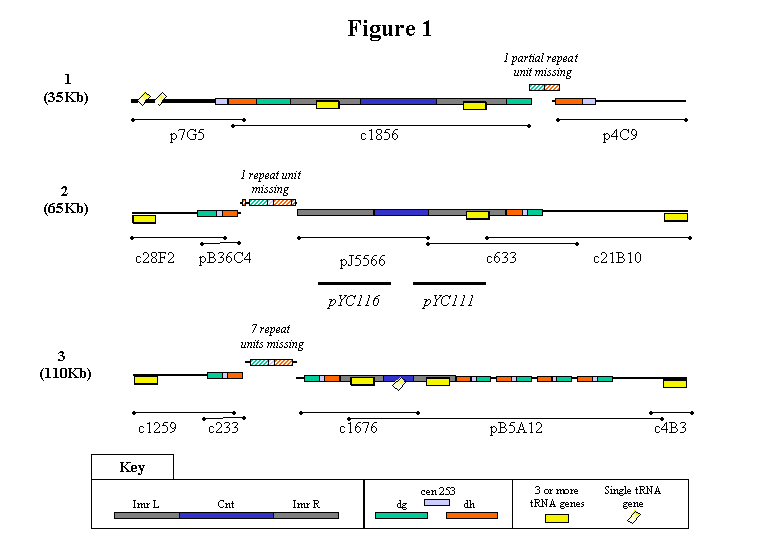 Figure 1
1 partial repeat
unit missing
1
(35Kb)
p7G5
c1856
p4C9
1 repeat unit
missing
2
(65Kb)
c28F2
pB36C4
pJ5566
c633
c21B10
pYC116
pYC111
7 repeat
units missing
3
(110Kb)
c1259
c233
c1676
pB5A12
c4B3
Key
Imr L
Cnt
Imr R
cen 253
dg
dh
3 or more
tRNA genes
Single tRNA
gene